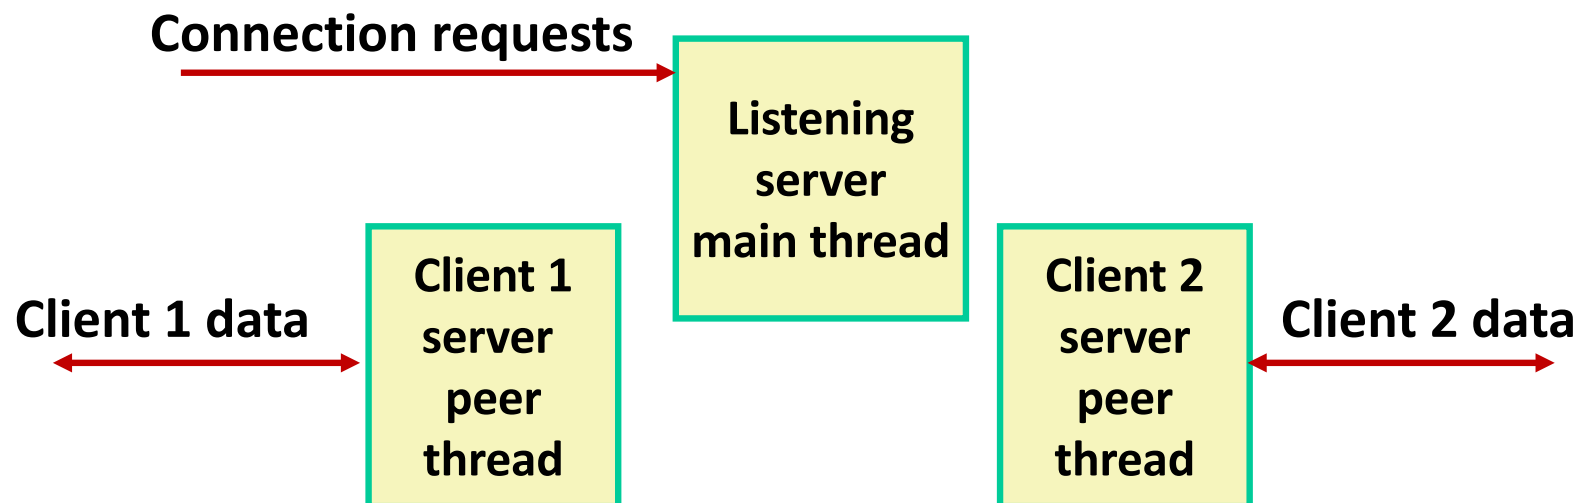 Connection requests
Listening
server
main thread
Client 1 data
Client 1
server
peer
thread
Client 2
server
peer
thread
Client 2 data